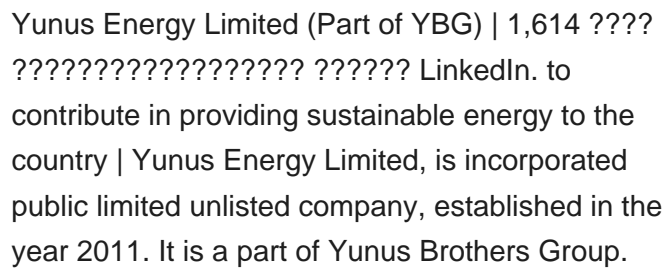 Yunus Energy Limited (Part of YBG) | 1,614 ????
?????????????????? ?????? LinkedIn. to
contribute in providing sustainable energy to the
country | Yunus Energy Limited, is incorporated
public limited unlisted company, established in the
year 2011. It is a part of Yunus Brothers Group.